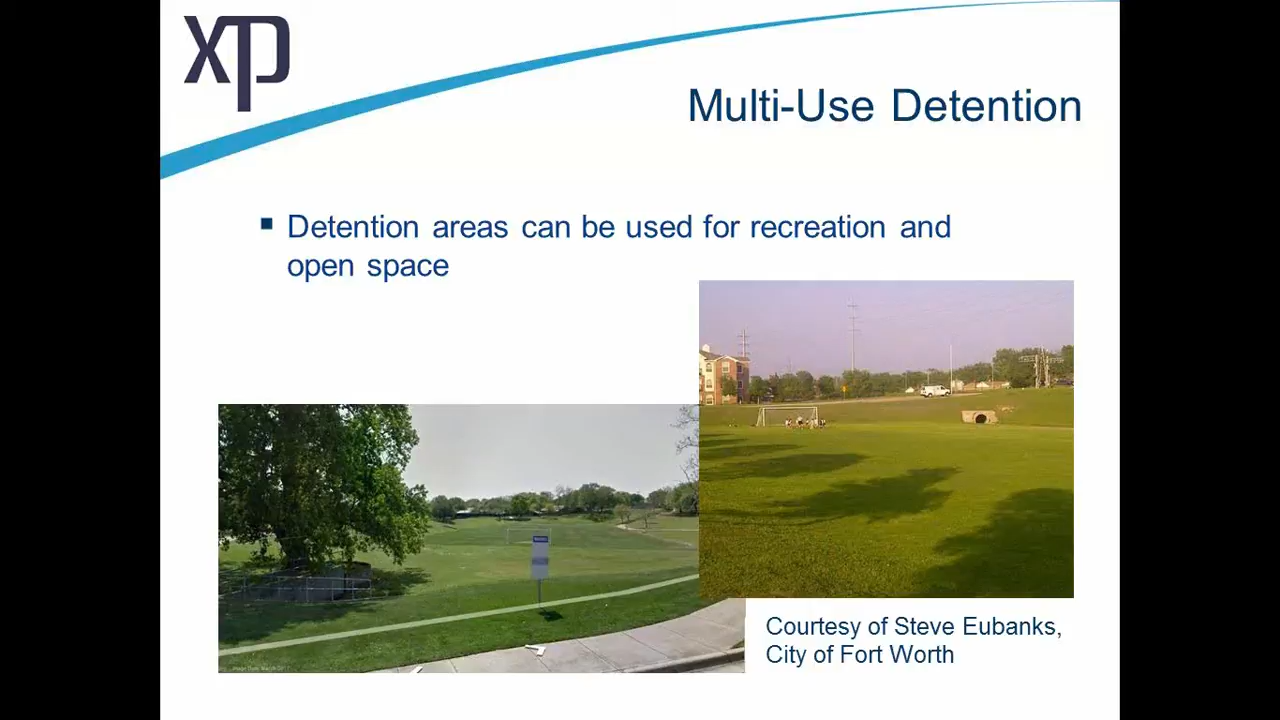 xp
Multi-Use Detention
Detention areas can be used for recreation and
open space
Courtesy of Steve Eubanks,
City of Fort Worth